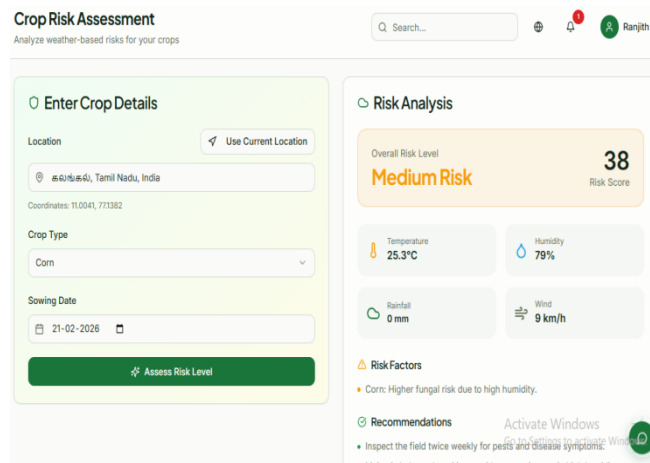 Crop Risk Assessment
Analyze weather-based risks for your crops
Search...
1
Ranjith
Enter Crop Details
Location
Use Current Location
கலங்கல், Tamil Nadu, India
Coordinates: 11.0041, 77.1382
Crop Type
Corn
Sowing Date
21-02-2026
Assess Risk Level
Risk Analysis
Overall Risk Level
Medium Risk
38
Risk Score
Temperature
25.3°C
Humidity
79%
Rainfall
0 mm
Wind
9 km/h
Risk Factors
Corn: Higher fungal risk due to high humidity.
Recommendations
Inspect the field twice weekly for pests and disease symptoms.
Activate Windows
Go to Settings to activate Windows.